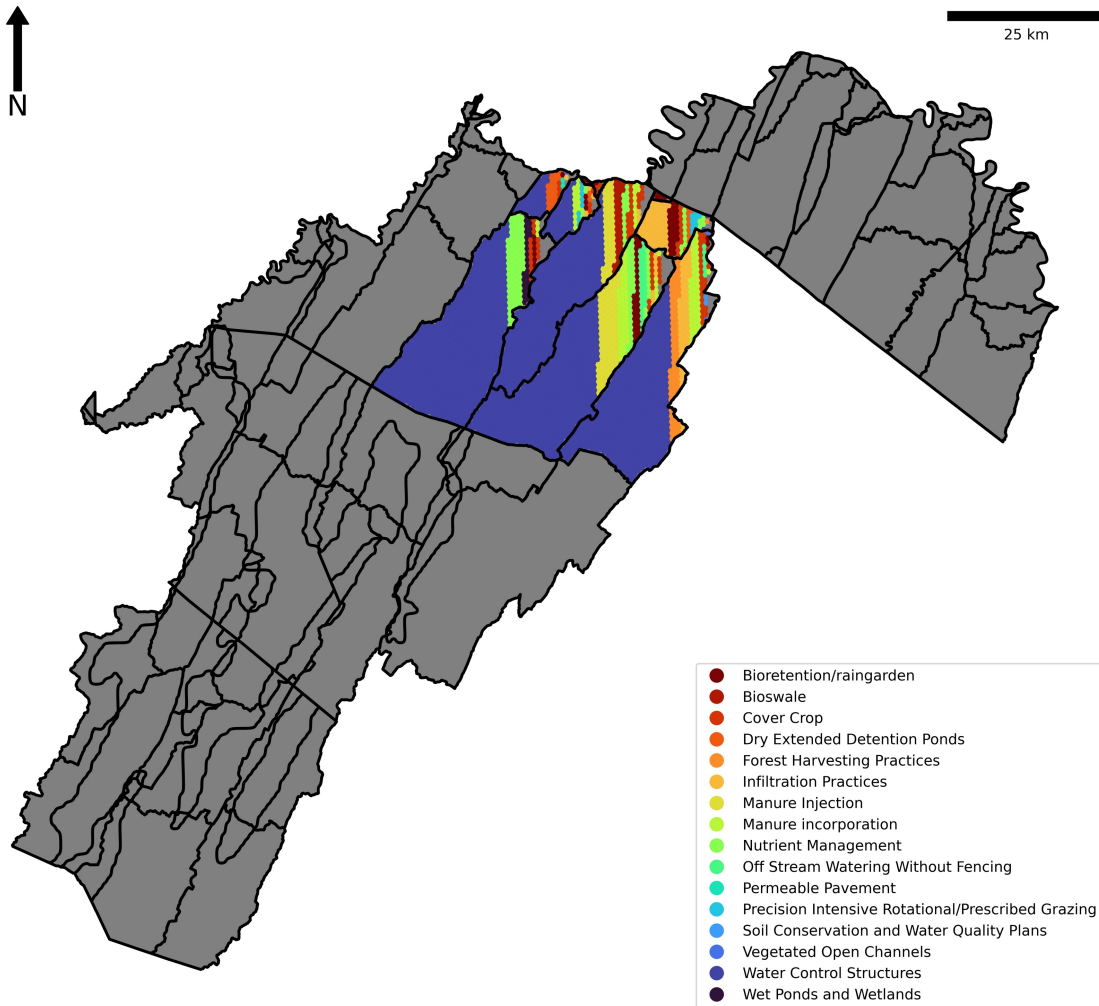 25 km
N
Bioretention/raingarden
Bioswale
Cover Crop
Dry Extended Detention Ponds
Forest Harvesting Practices
Infiltration Practices
Manure Injection
Manure incorporation
Nutrient Management
Off Stream Watering Without Fencing
Permeable Pavement
Precision Intensive Rotational/Prescribed Grazing
Soil Conservation and Water Quality Plans
Vegetated Open Channels
Water Control Structures
Wet Ponds and Wetlands